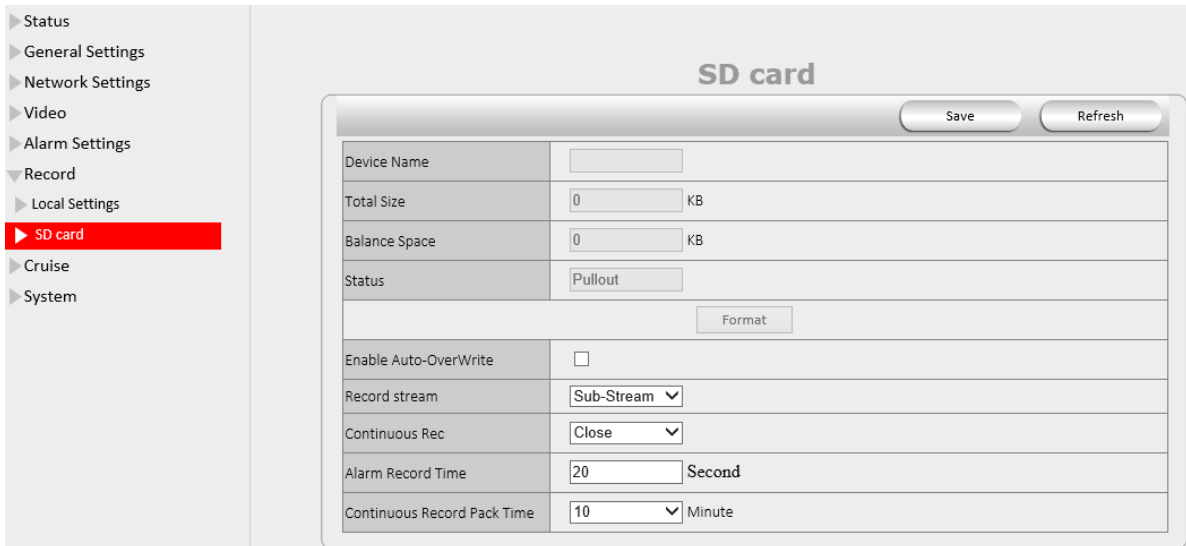 Status
General Settings
Network Settings
Video
Alarm Settings
Record
Local Settings
SD card
Cruise
System
SD card
Save
Refresh
Device Name
Total Size 0 KB
Balance Space 0 KB
Status Pullout
Format
Enable Auto-OverWrite
Record stream Sub-Stream
Continuous Rec Close
Alarm Record Time 20 Second
Continuous Record Pack Time 10 Minute